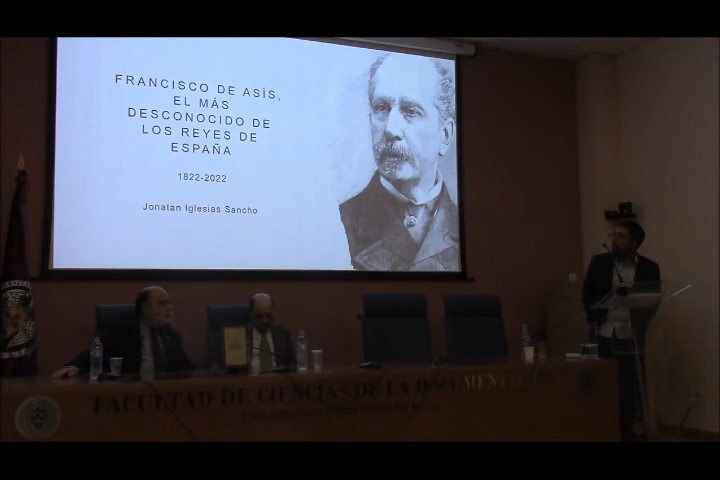 FRANCISCO DE ASÍS,
EL MÁS
DESCONOCIDO DE
LOS REYES DE
ESPAÑA
1822-2022
Jonatan Iglesias Sancho
FACULTAD DE CIENCIAS DE LA DOCUMENTACIÓN